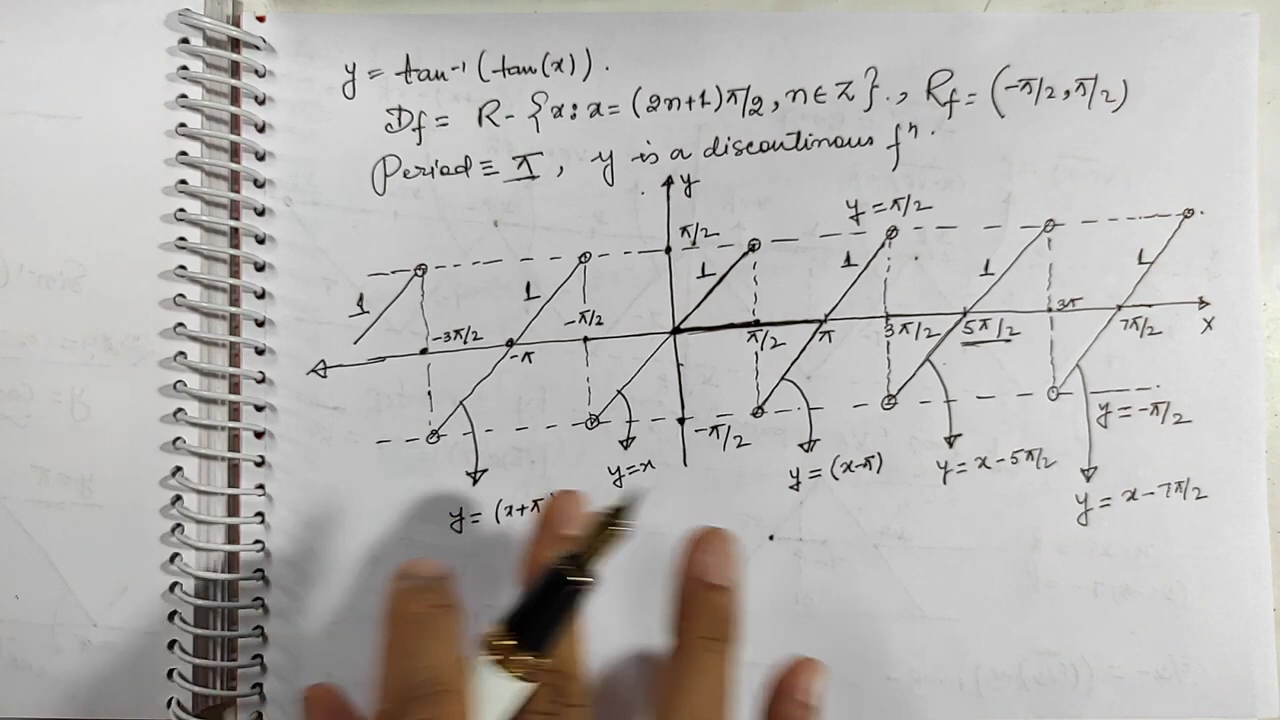 y = tan⁻¹(tan(x)).
Df = R - {x: x = (2n+1)π/2, n ∈ Z}., Rf = (-π/2, π/2)
Period ≡ π, y is a discontinous fⁿ.
y
y = π/2
π/2
1 1 1 1 1 1
-3π/2 -π -π/2 π/2 π 3π/2 5π/2 3π 7π/2 x
-π/2 y = -π/2
y = (x+π y = x y = (x-π) y = x - 5π/2 y = x - 7π/2